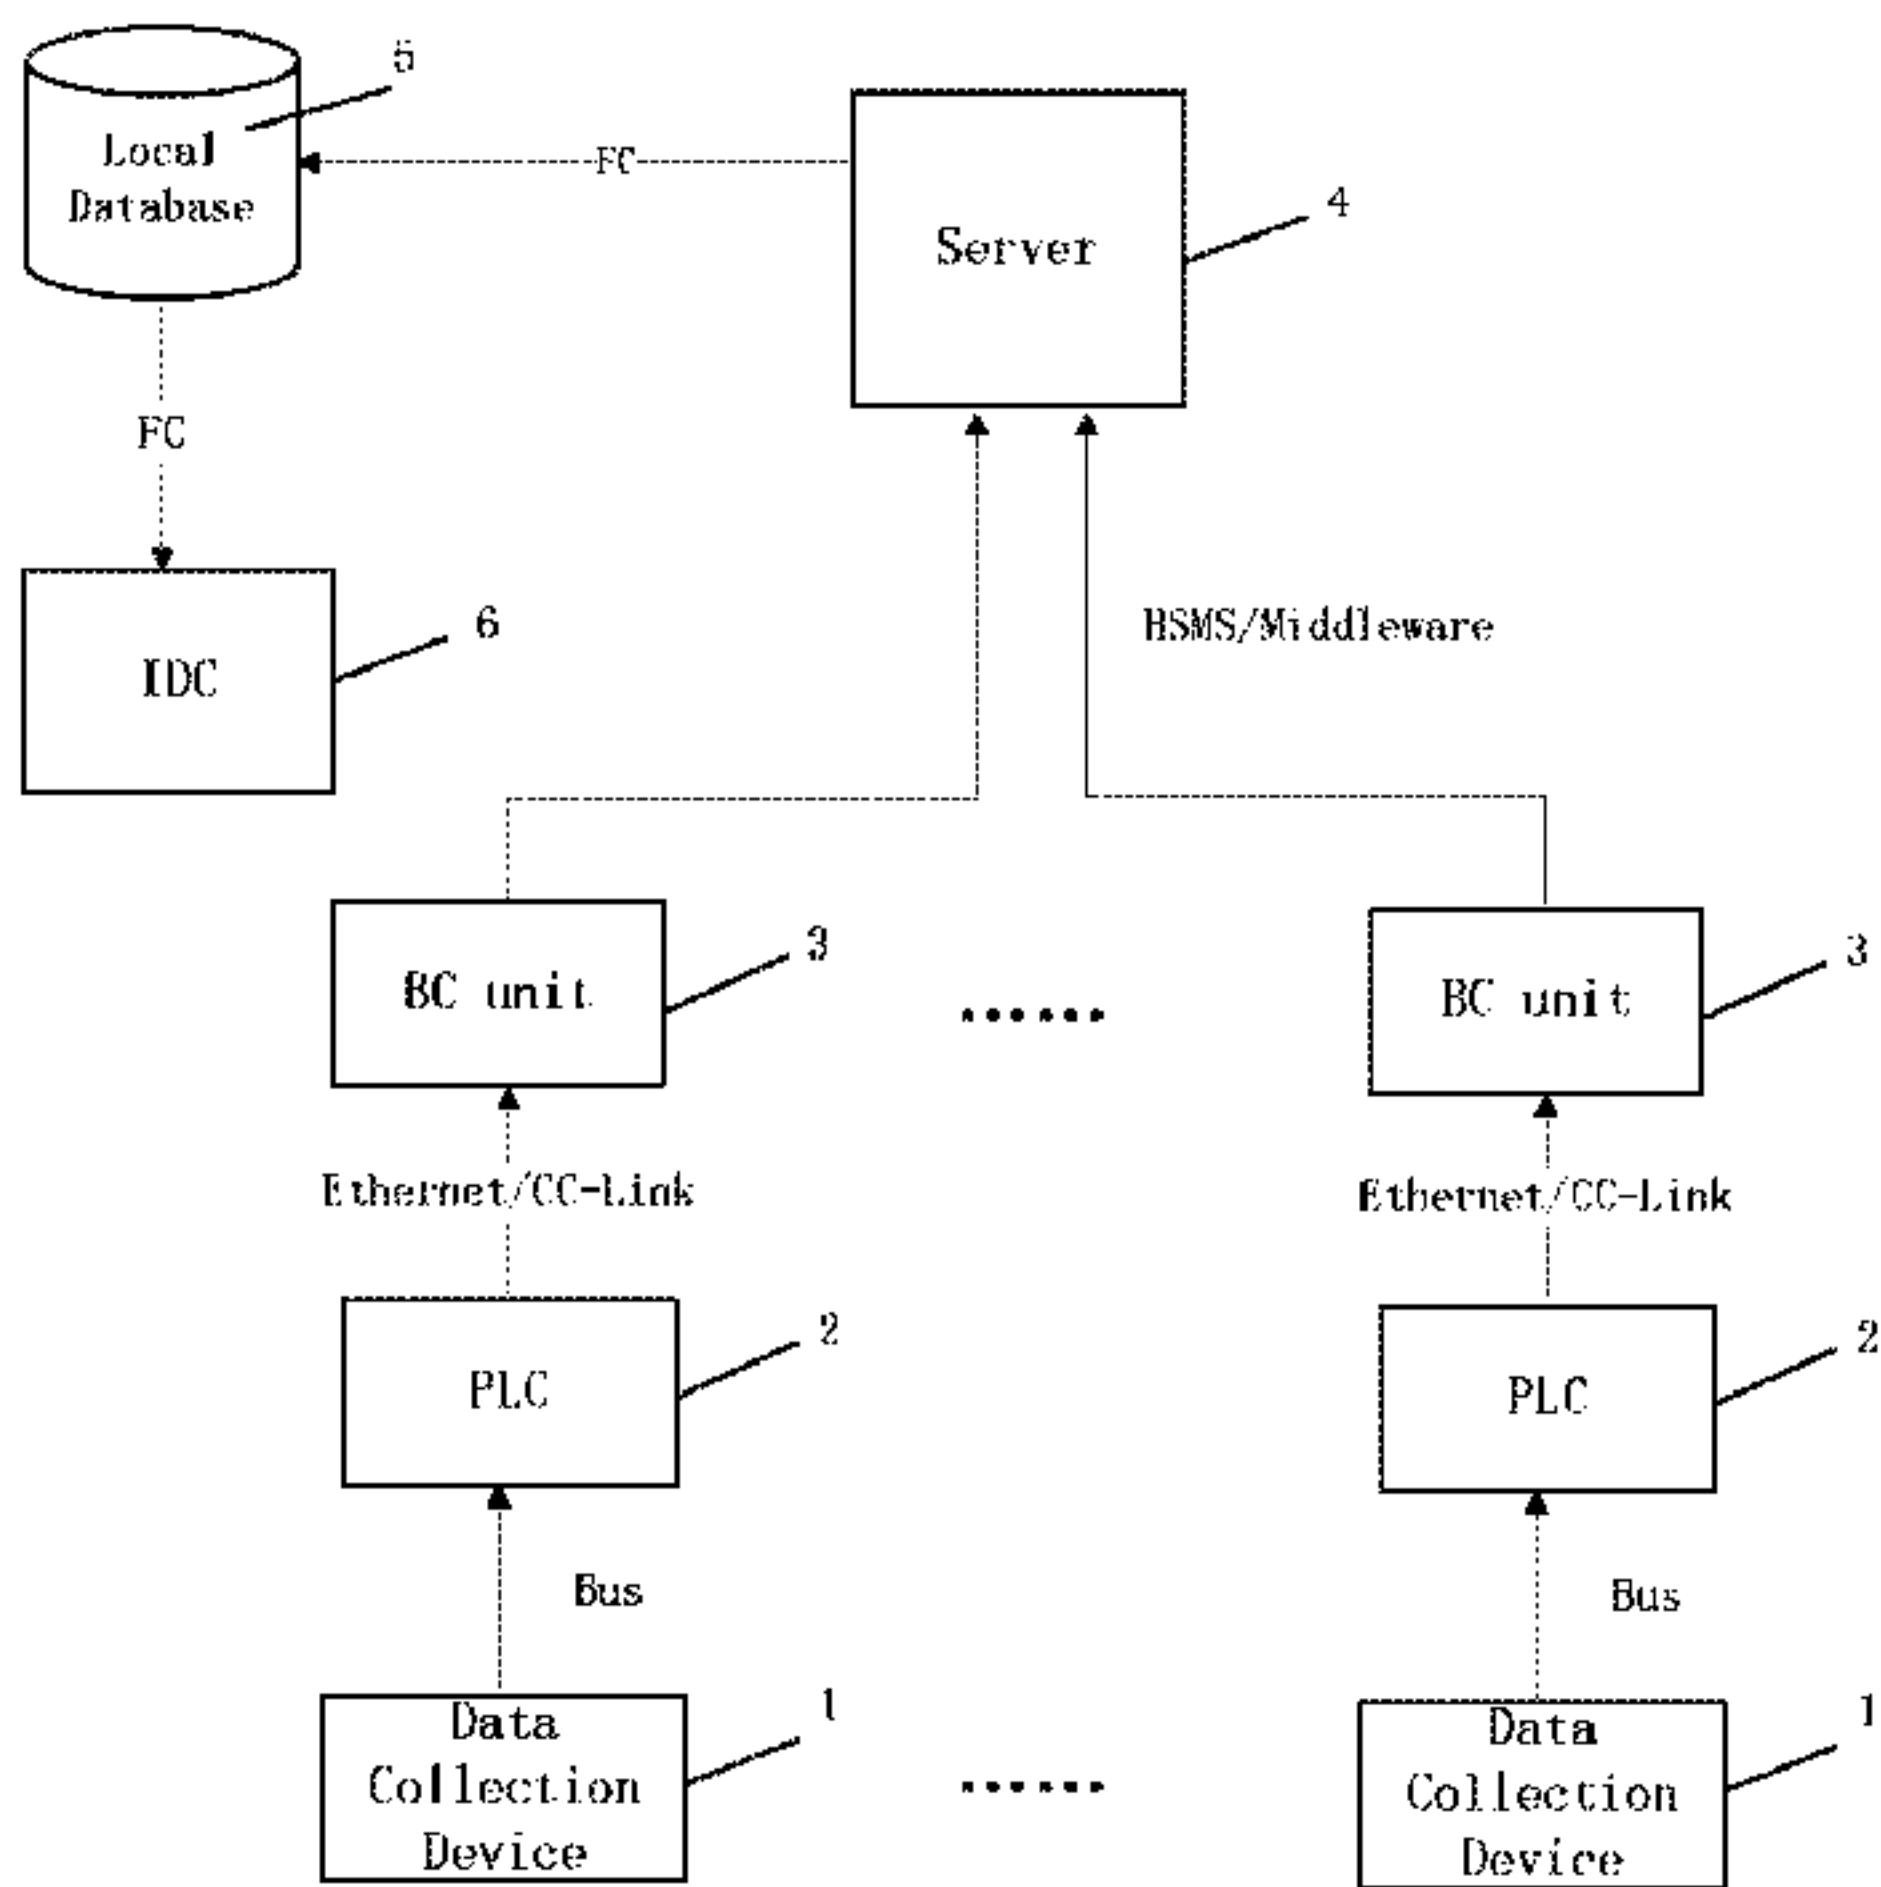 5
Local
Database
FC
Server
4
FC
HSMS/Middleware
6
IDC
BC unit
3
......
BC unit
3
Ethernet/CC-Link
Ethernet/CC-Link
PLC
2
PLC
2
Bus
Bus
Data
Collection
Device
1
......
Data
Collection
Device
1